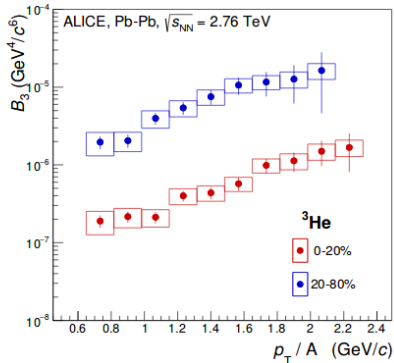 ALICE, Pb-Pb, √s_NN = 2.76 TeV
B₃ (GeV⁴/c⁶)
10⁻⁴
10⁻⁵
10⁻⁶
10⁻⁷
10⁻⁸
³He
0-20%
20-80%
0.6 0.8 1 1.2 1.4 1.6 1.8 2 2.2 2.4
p_T / A (GeV/c)